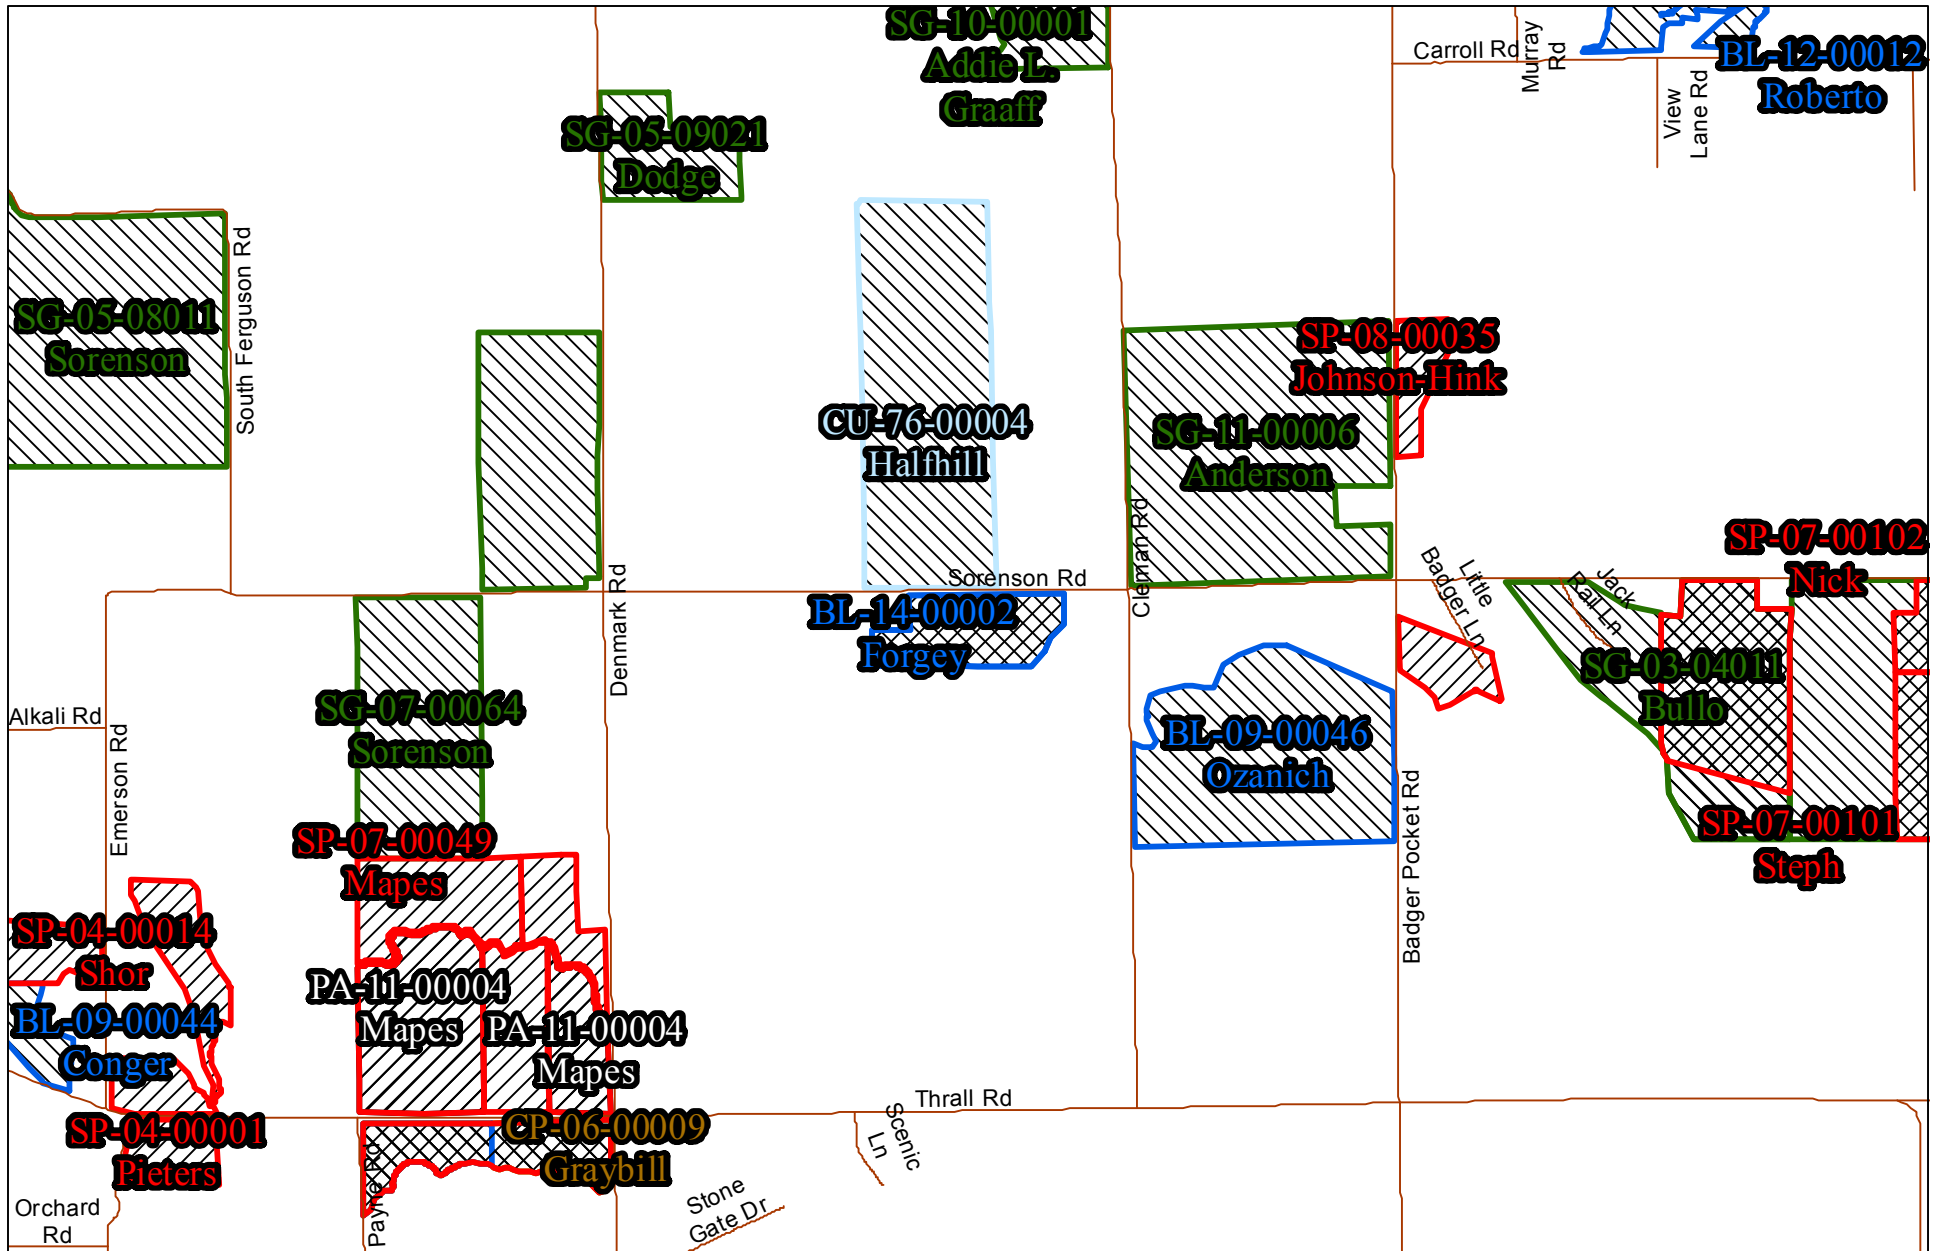 SG-10-00001
Addie L.
Graaff
Carroll Rd
Murray
Rd
BL-12-00012
Roberto
View
Lane Rd
SG-05-09021
Dodge
South Ferguson Rd
SG-05-08011
Sorenson
SP-08-00035
Johnson-Hink
CU-76-00004
Halfhill
SG-11-00006
Anderson
Cleman Rd
SP-07-00102
Nick
Sorenson Rd
Denmark Rd
Little
Badger Ln
Jack
Rail Ln
BL-14-00002
Forgey
SG-03-04011
Bullo
SG-07-00064
Sorenson
Alkali Rd
Emerson Rd
BL-09-00046
Ozanich
Badger Pocket Rd
SP-07-00101
Steph
SP-07-00049
Mapes
SP-04-00014
Shor
PA-11-00004
Mapes
PA-11-00004
Mapes
BL-09-00044
Conger
Thrall Rd
Scenic
Ln
SP-04-00001
Pieters
CP-06-00009
Graybill
Payne Rd
Stone
Gate Dr
Orchard
Rd